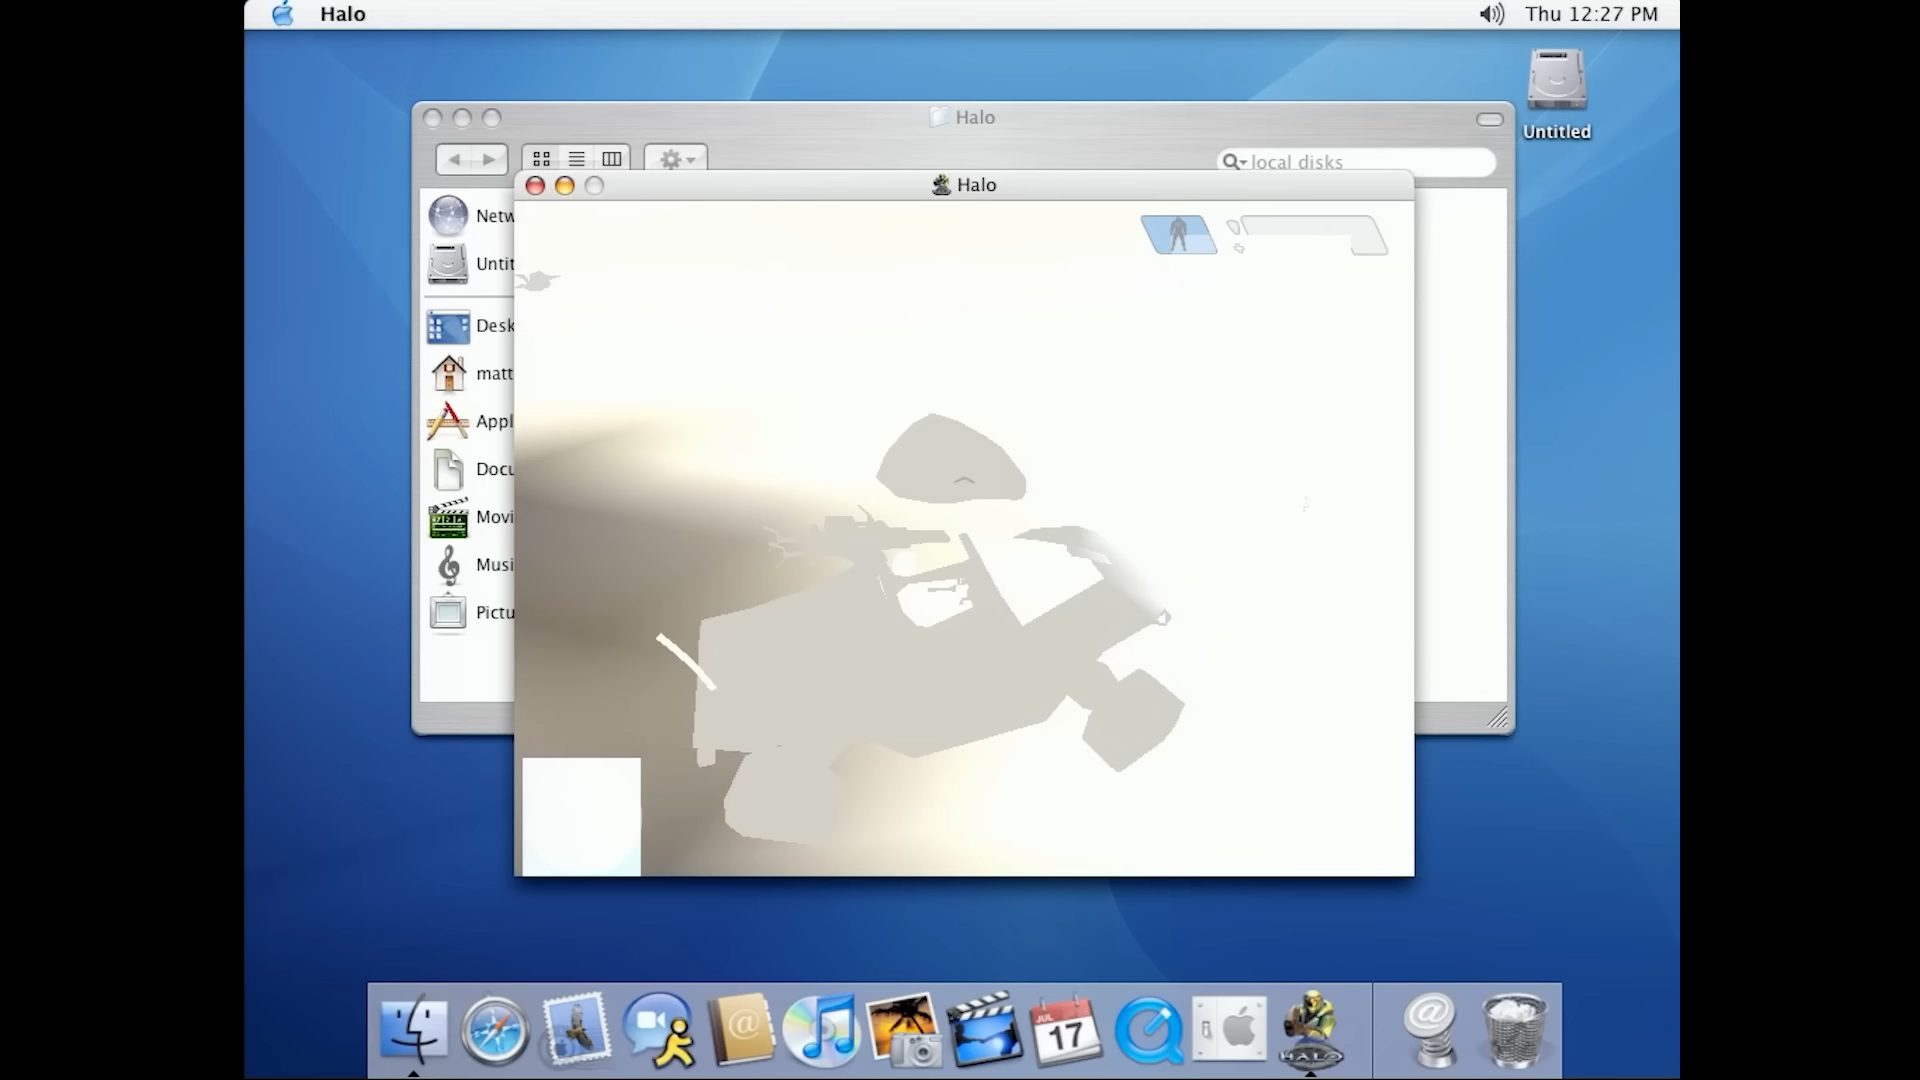 Halo
Thu 12:27 PM
Untitled
Halo
local disks
Halo
Netw
Untit
Desk
matt
Appl
Docu
Movi
Musi
Pictu
JUL
17
HALO